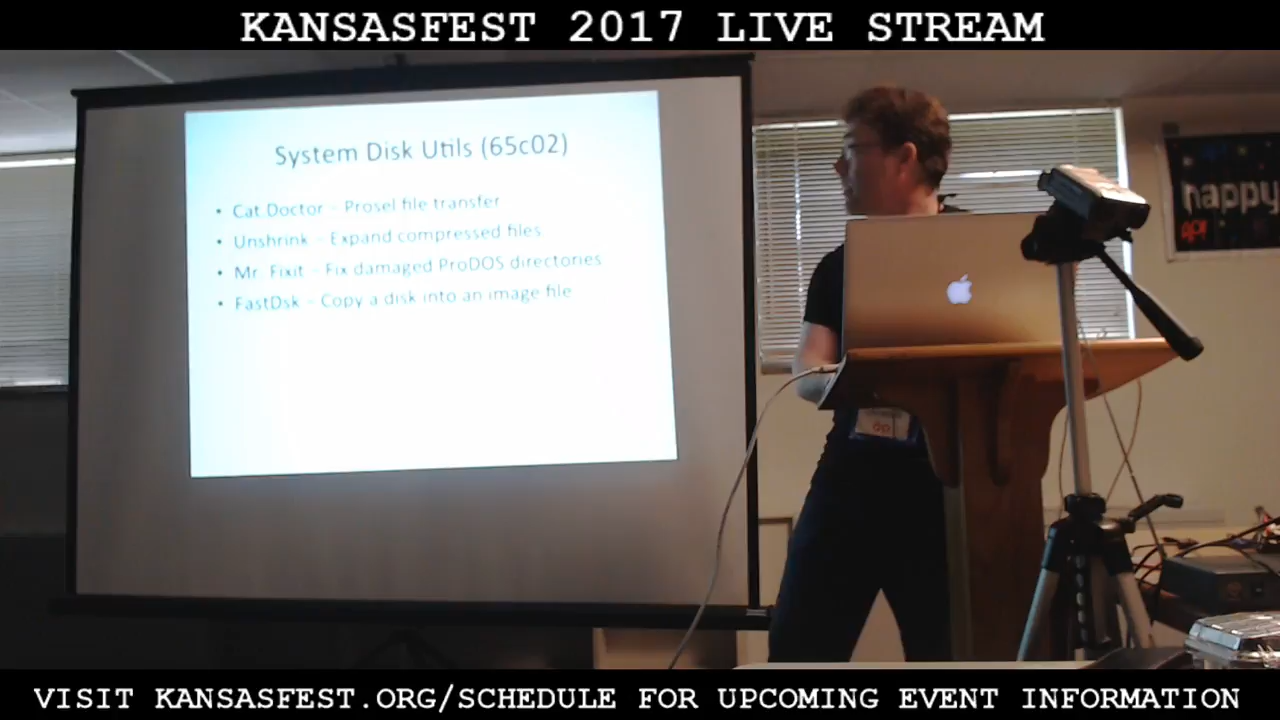 KANSASFEST 2017 LIVE STREAM
System Disk Utils (65c02)
• Cat Doctor – Prosel file transfer
• Unshrink – Expand compressed files
• Mr. Fixit – Fix damaged ProDOS directories
• FastDsk – Copy a disk into an image file
happy
VISIT KANSASFEST.ORG/SCHEDULE FOR UPCOMING EVENT INFORMATION